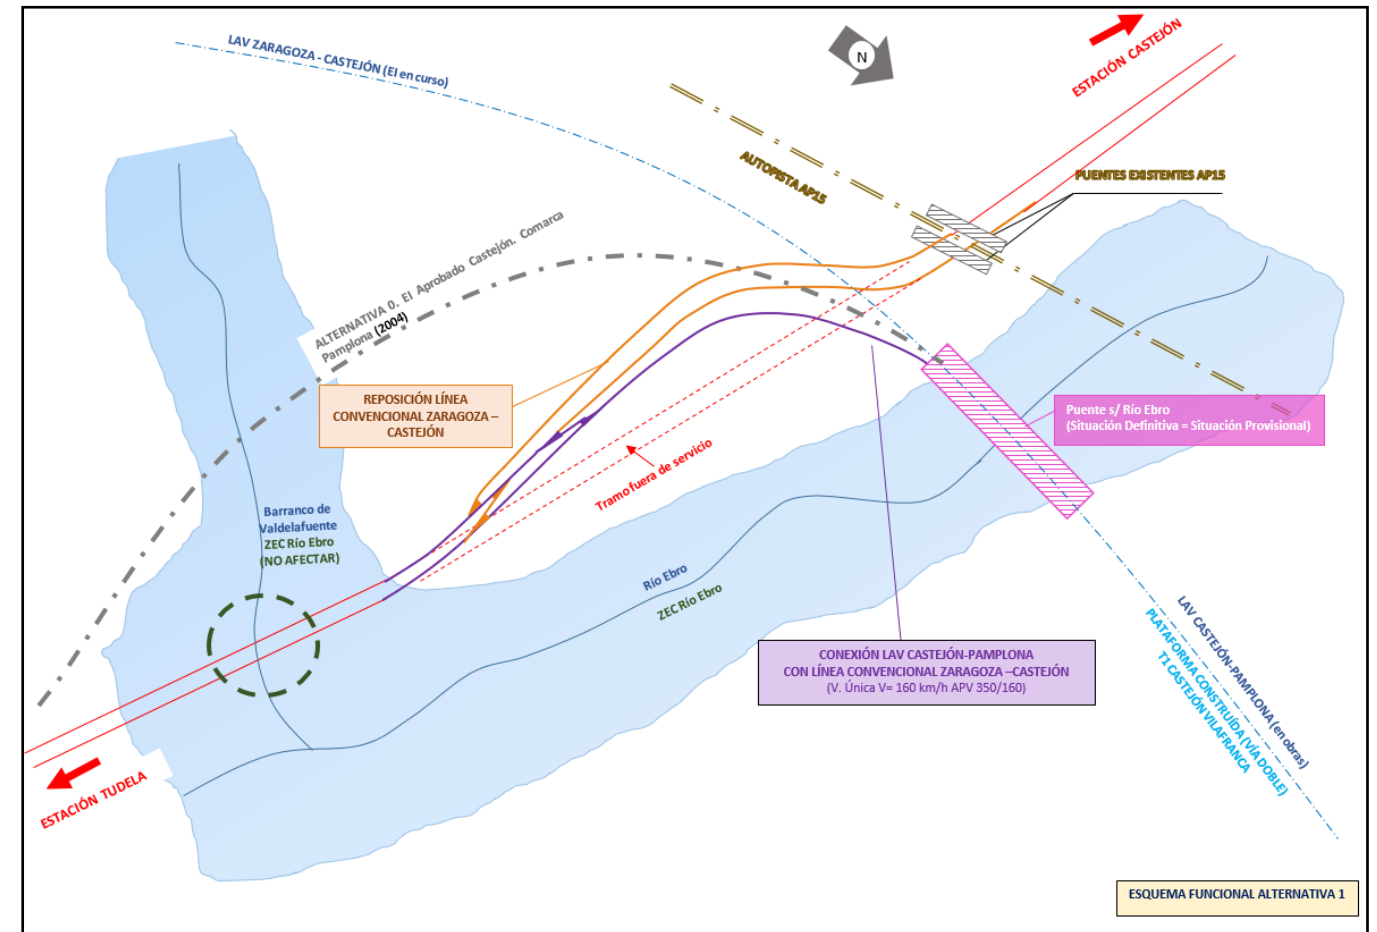 LAV ZARAGOZA - CASTEJÓN (EI en curso)
N
ESTACIÓN CASTEJÓN
AUTOPISTA AP15
PUENTES EXISTENTES AP15
ALTERNATIVA 0. EI Aprobado Castejón. Comarca
Pamplona (2004)
REPOSICIÓN LÍNEA
CONVENCIONAL ZARAGOZA –
CASTEJÓN
Puente s/ Río Ebro
(Situación Definitiva = Situación Provisional)
Tramo fuera de servicio
Barranco de
Valdelafuente
ZEC Río Ebro
(NO AFECTAR)
Río Ebro
ZEC Río Ebro
CONEXIÓN LAV CASTEJÓN-PAMPLONA
CON LÍNEA CONVENCIONAL ZARAGOZA –CASTEJÓN
(V. Única V= 160 km/h APV 350/160)
LAV CASTEJÓN-PAMPLONA (en obras)
PLATAFORMA CONSTRUÍDA (VÍA DOBLE)
T1 CASTEJÓN VILAFRANCA
ESTACIÓN TUDELA
ESQUEMA FUNCIONAL ALTERNATIVA 1